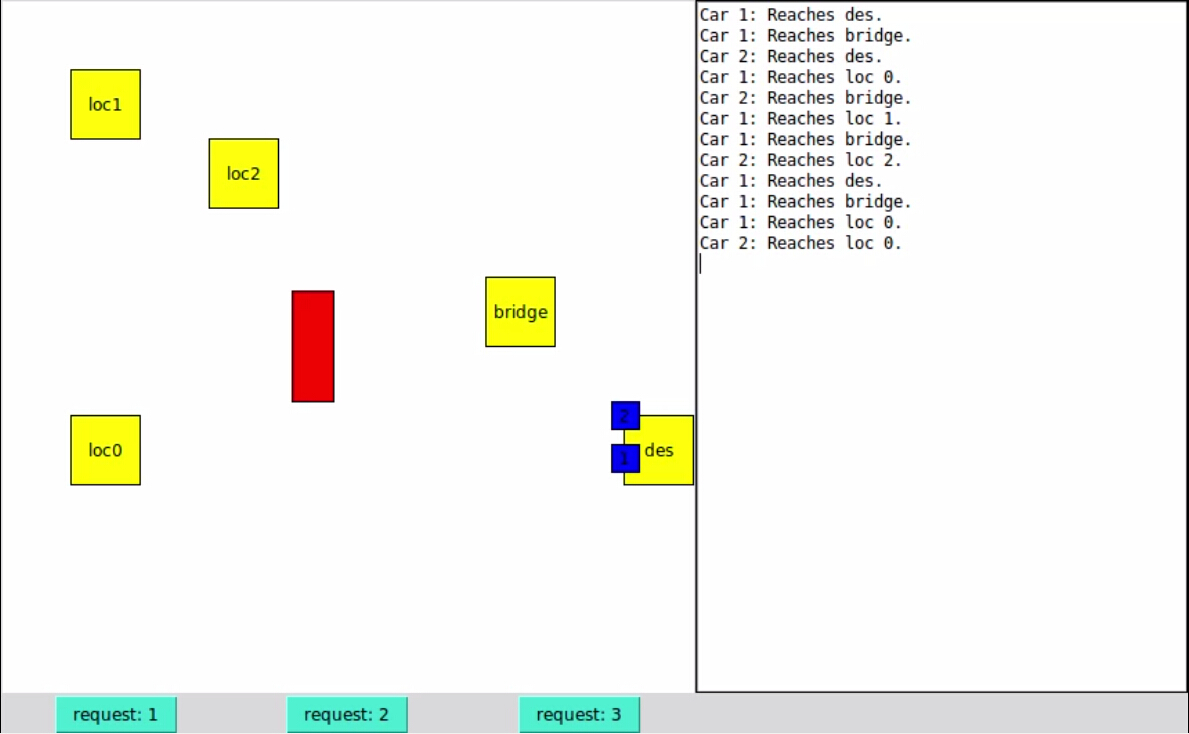 loc1
loc2
bridge
2
1
des
loc0
Car 1: Reaches des.
Car 1: Reaches bridge.
Car 2: Reaches des.
Car 1: Reaches loc 0.
Car 2: Reaches bridge.
Car 1: Reaches loc 1.
Car 1: Reaches bridge.
Car 2: Reaches loc 2.
Car 1: Reaches des.
Car 1: Reaches bridge.
Car 1: Reaches loc 0.
Car 2: Reaches loc 0.
request: 1
request: 2
request: 3